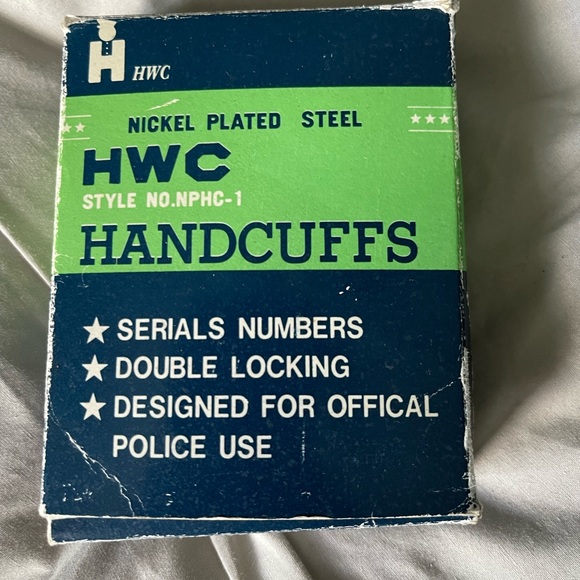 H HWC
NICKEL PLATED STEEL
HWC
STYLE NO.NPHC-1
HANDCUFFS
★ SERIALS NUMBERS
★ DOUBLE LOCKING
★ DESIGNED FOR OFFICAL
POLICE USE